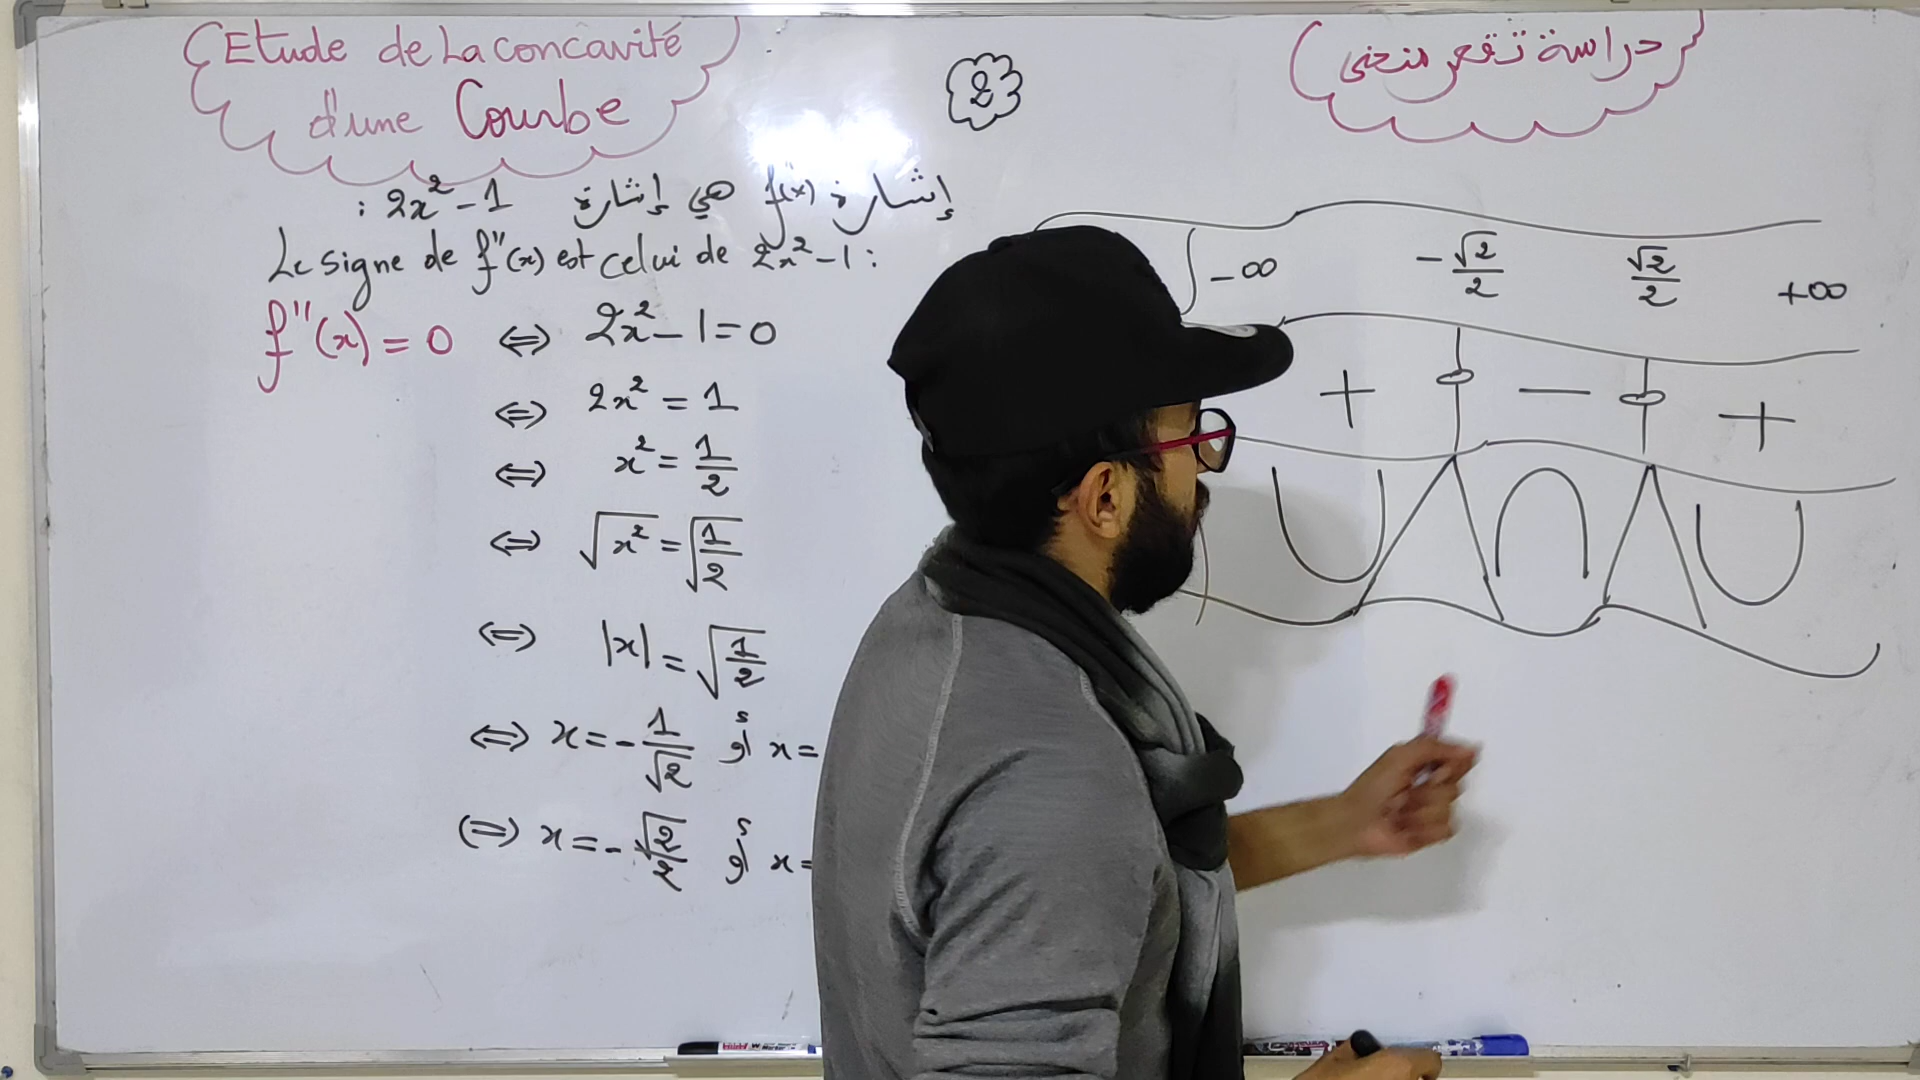 Etude de La concavité
d'une Courbe
2
دراسة تقعر منحنى
إشارة f"(x) هي إشارة 2x²-1 :
Le signe de f"(x) est celui de 2x²-1 :
f"(x) = 0 ⇔ 2x²-1=0
⇔ 2x² = 1
⇔ x² = 1/2
⇔ √x² = √(1/2)
⇔ |x| = √(1/2)
⇔ x = - 1/√2 أو x =
⇔ x = - √2/2 أو x =
-∞ -√2/2 √2/2 +∞
+ 0 - 0 +